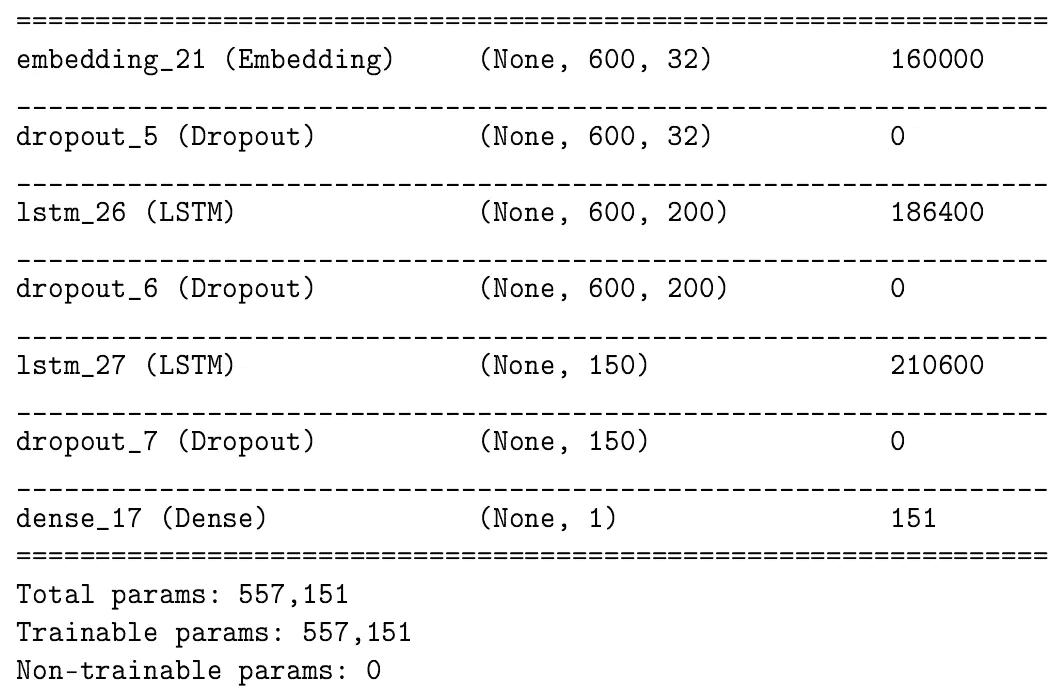 =================================================================
embedding_21 (Embedding)     (None, 600, 32)           160000
_________________________________________________________________
dropout_5 (Dropout)          (None, 600, 32)           0
_________________________________________________________________
lstm_26 (LSTM)               (None, 600, 200)          186400
_________________________________________________________________
dropout_6 (Dropout)          (None, 600, 200)          0
_________________________________________________________________
lstm_27 (LSTM)               (None, 150)               210600
_________________________________________________________________
dropout_7 (Dropout)          (None, 150)               0
_________________________________________________________________
dense_17 (Dense)             (None, 1)                 151
=================================================================
Total params: 557,151
Trainable params: 557,151
Non-trainable params: 0